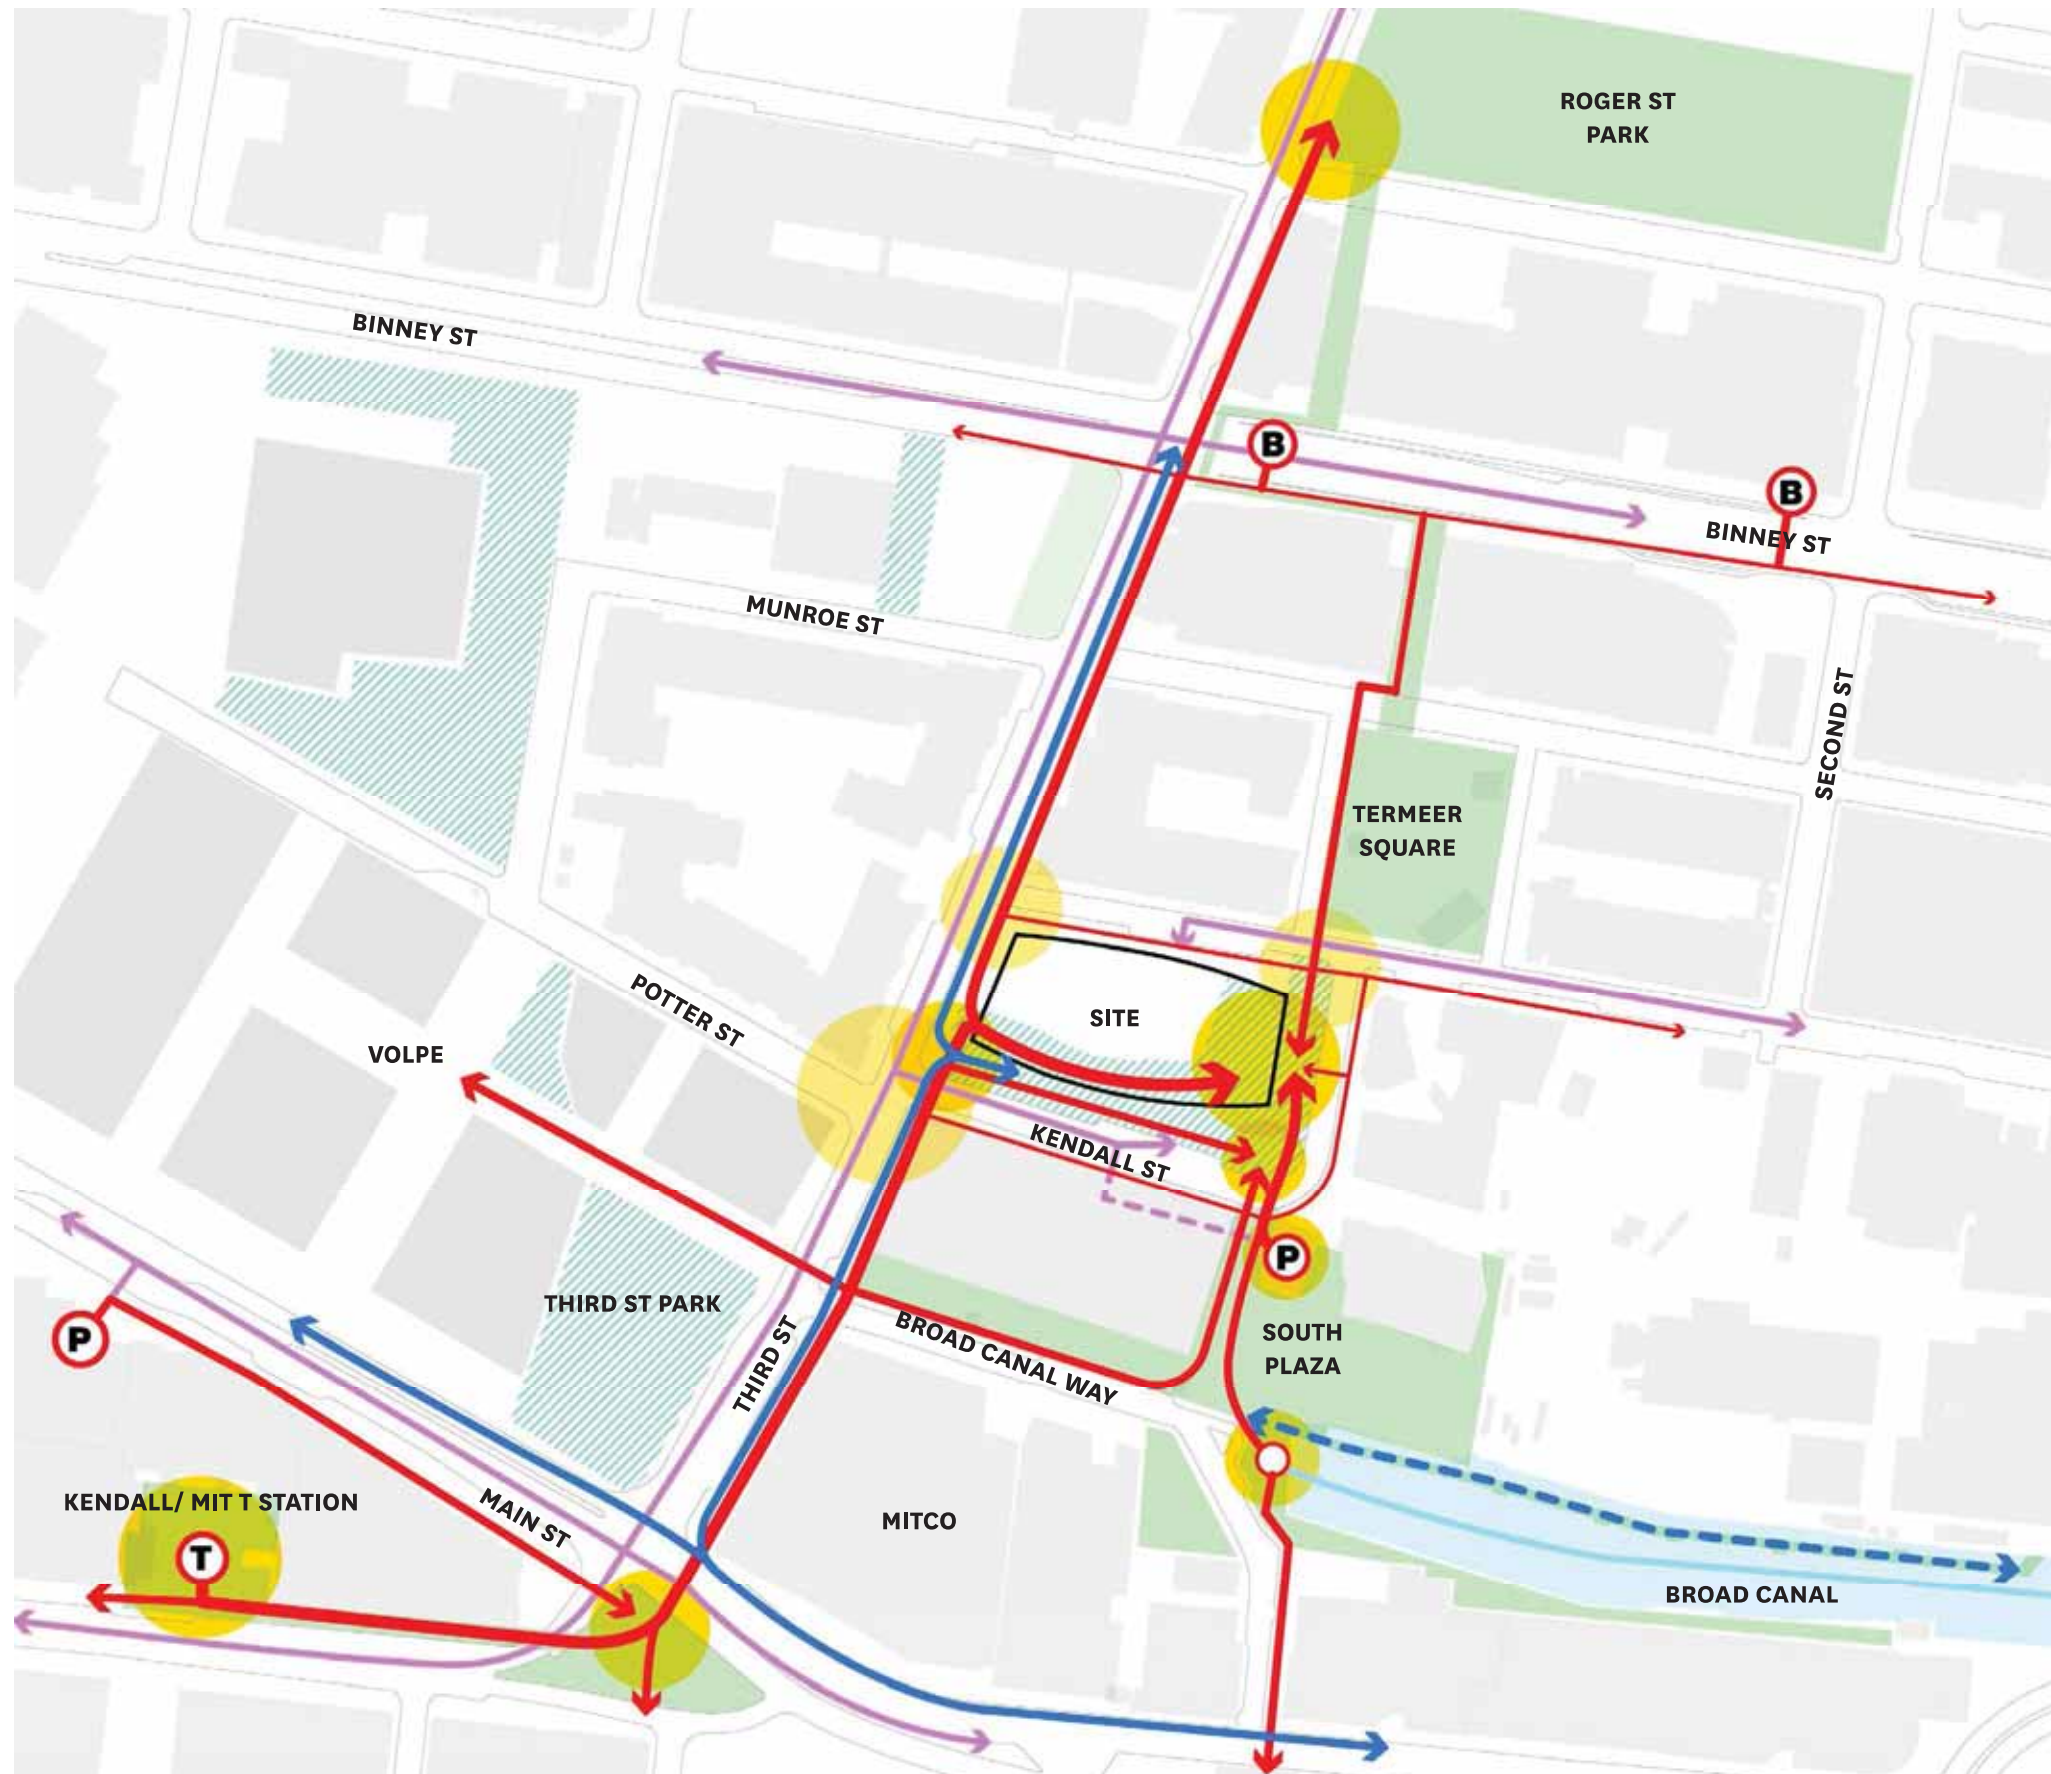 ROGER ST
PARK
BINNEY ST
B
B
BINNEY ST
MUNROE ST
SECOND ST
TERMEER
SQUARE
POTTER ST
SITE
VOLPE
KENDALL ST
P
THIRD ST PARK
P
THIRD ST
BROAD CANAL WAY
SOUTH
PLAZA
KENDALL/ MIT T STATION
T
MAIN ST
MITCO
BROAD CANAL